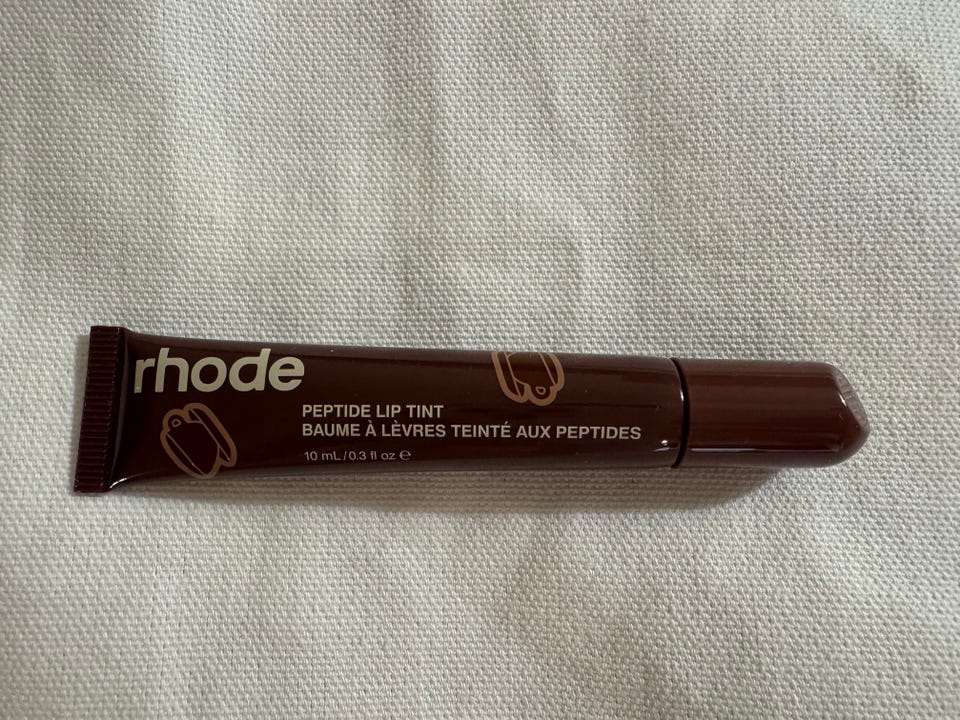 rhode
PEPTIDE LIP TINT
BAUME À LÈVRES TEINTÉ AUX PEPTIDES
10 mL / 0.3 fl oz ℮